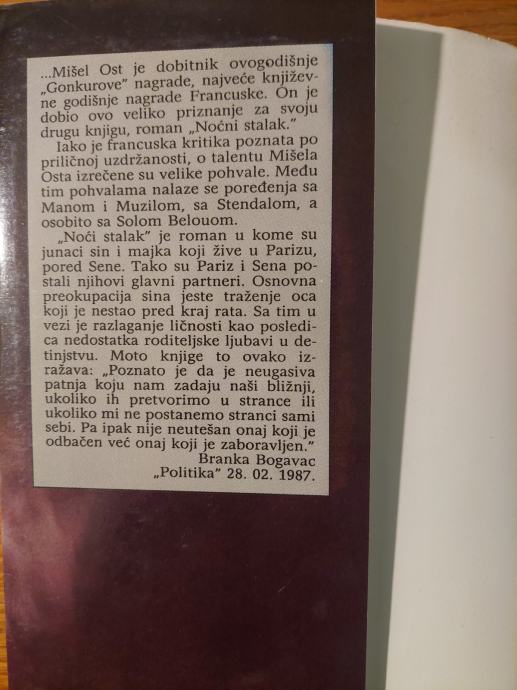 ...Mišel Ost je dobitnik ovogodišnje
„Gonkurove” nagrade, najveće književ-
ne godišnje nagrade Francuske. On je
dobio ovo veliko priznanje za svoju
drugu knjigu, roman „Noćni stalak.”
Iako je francuska kritika poznata po
priličnoj uzdržanosti, o talentu Mišela
Osta izrečene su velike pohvale. Među
tim pohvalama nalaze se poređenja sa
Manom i Muzilom, sa Stendalom, a
osobito sa Solom Belouom.
„Noći stalak” je roman u kome su
junaci sin i majka koji žive u Parizu,
pored Sene. Tako su Pariz i Sena po-
stali njihovi glavni partneri. Osnovna
preokupacija sina jeste traženje oca
koji je nestao pred kraj rata. Sa tim u
vezi je razlaganje ličnosti kao posledi-
ca nedostatka roditeljske ljubavi u de-
tinjstvu. Moto knjige to ovako iz-
ražava: „Poznato je da je neugasiva
patnja koju nam zadaju naši bližnji,
ukoliko ih pretvorimo u strance ili
ukoliko mi ne postanemo stranci sami
sebi. Pa ipak nije neutešan onaj koji je
odbačen već onaj koji je zaboravljen.”
Branka Bogavac
„Politika” 28. 02. 1987.